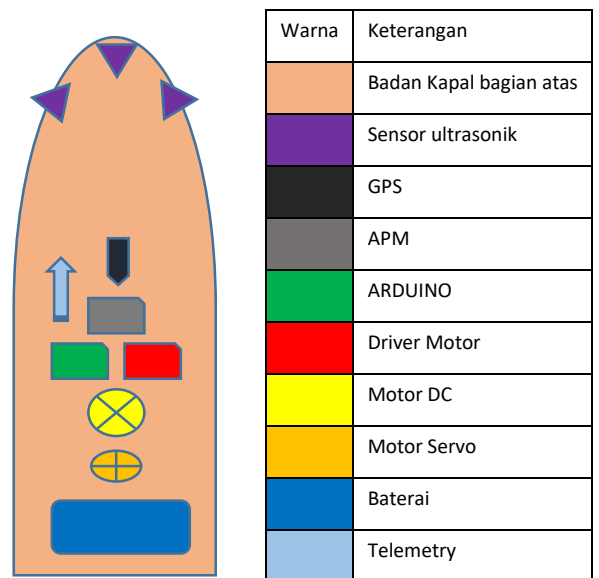 Warna Keterangan
Badan Kapal bagian atas
Sensor ultrasonik
GPS
APM
ARDUINO
Driver Motor
Motor DC
Motor Servo
Baterai
Telemetry